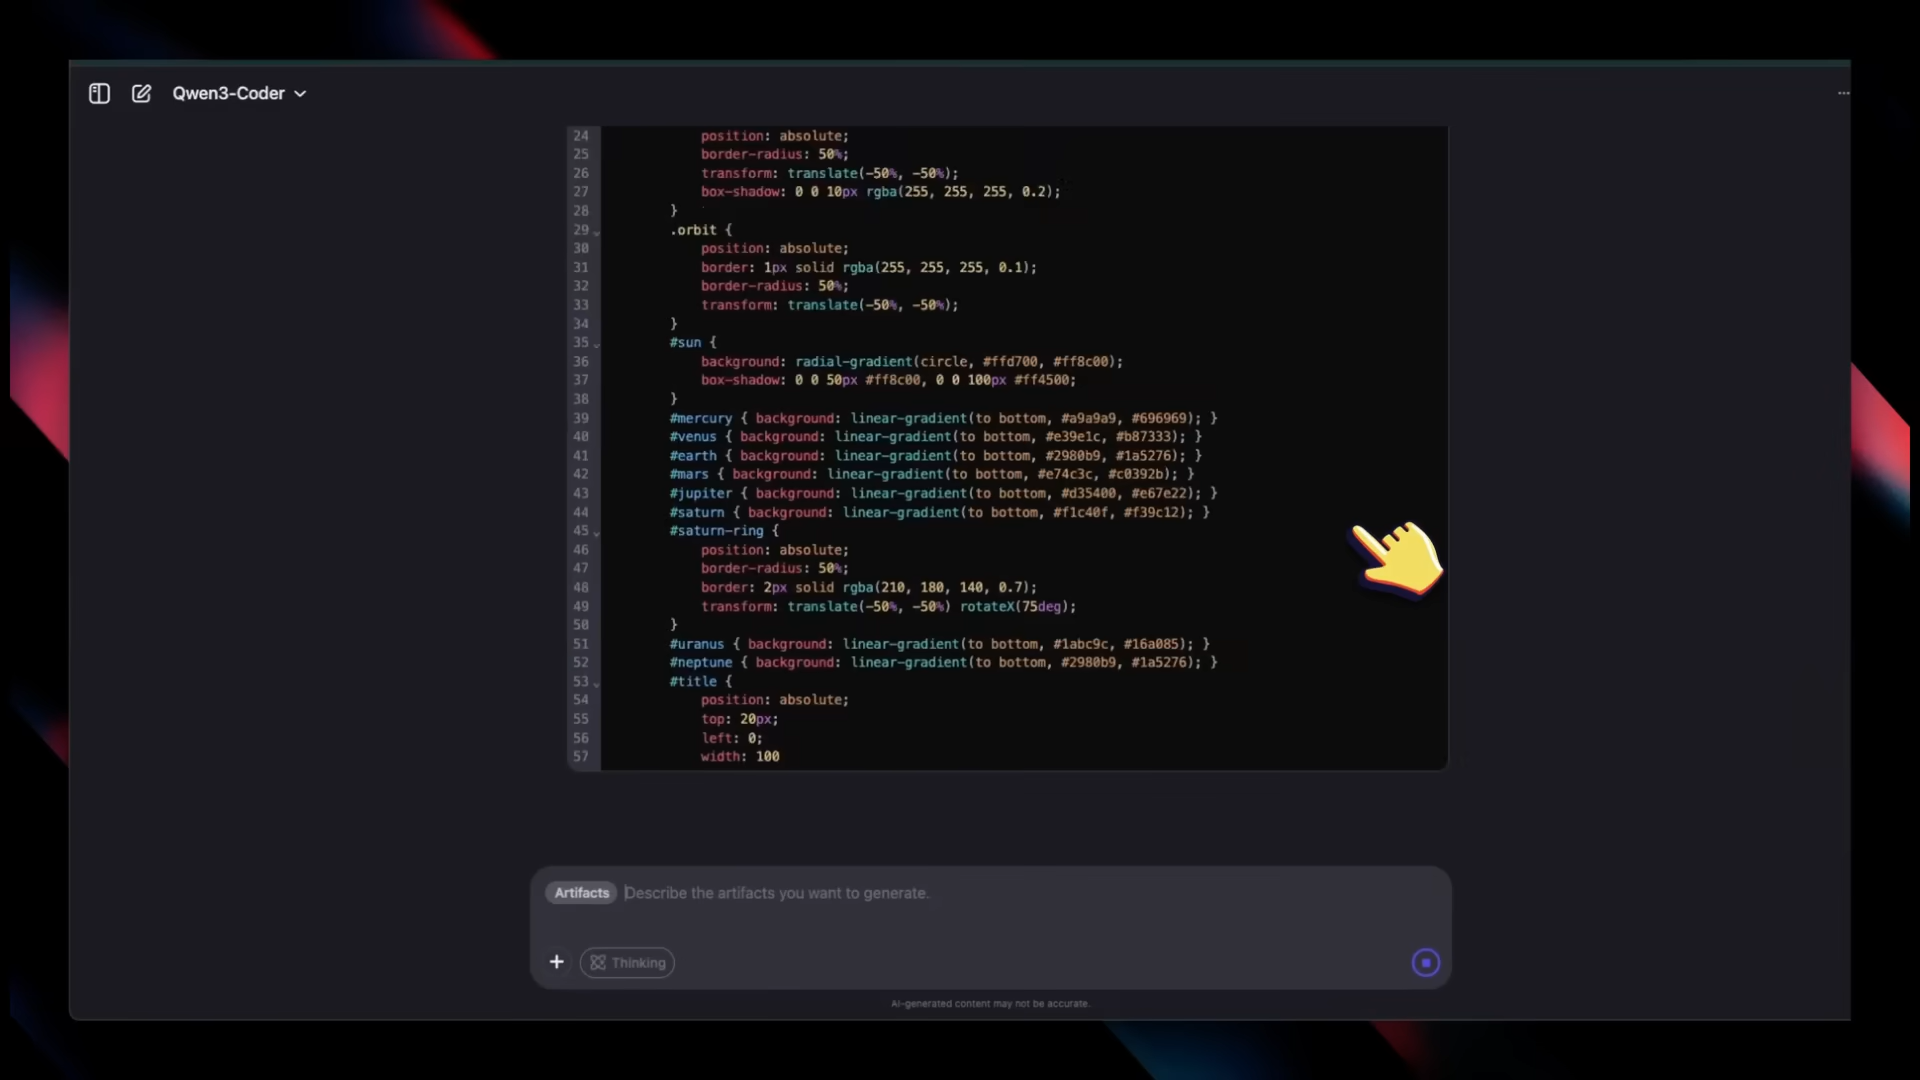 Qwen3-Coder
24 position: absolute;
25 border-radius: 50%;
26 transform: translate(-50%, -50%);
27 box-shadow: 0 0 10px rgba(255, 255, 255, 0.2);
28 }
29 .orbit {
30 position: absolute;
31 border: 1px solid rgba(255, 255, 255, 0.1);
32 border-radius: 50%;
33 transform: translate(-50%, -50%);
34 }
35 #sun {
36 background: radial-gradient(circle, #ffd700, #ff8c00);
37 box-shadow: 0 0 50px #ff8c00, 0 0 100px #ff4500;
38 }
39 #mercury { background: linear-gradient(to bottom, #a9a9a9, #696969); }
40 #venus { background: linear-gradient(to bottom, #e39e1c, #b87333); }
41 #earth { background: linear-gradient(to bottom, #2980b9, #1a5276); }
42 #mars { background: linear-gradient(to bottom, #e74c3c, #c0392b); }
43 #jupiter { background: linear-gradient(to bottom, #d35400, #e67e22); }
44 #saturn { background: linear-gradient(to bottom, #f1c40f, #f39c12); }
45 #saturn-ring {
46 position: absolute;
47 border-radius: 50%;
48 border: 2px solid rgba(210, 180, 140, 0.7);
49 transform: translate(-50%, -50%) rotateX(75deg);
50 }
51 #uranus { background: linear-gradient(to bottom, #1abc9c, #16a085); }
52 #neptune { background: linear-gradient(to bottom, #2980b9, #1a5276); }
53 #title {
54 position: absolute;
55 top: 20px;
56 left: 0;
57 width: 100
Artifacts Describe the artifacts you want to generate.
Thinking
AI-generated content may not be accurate.